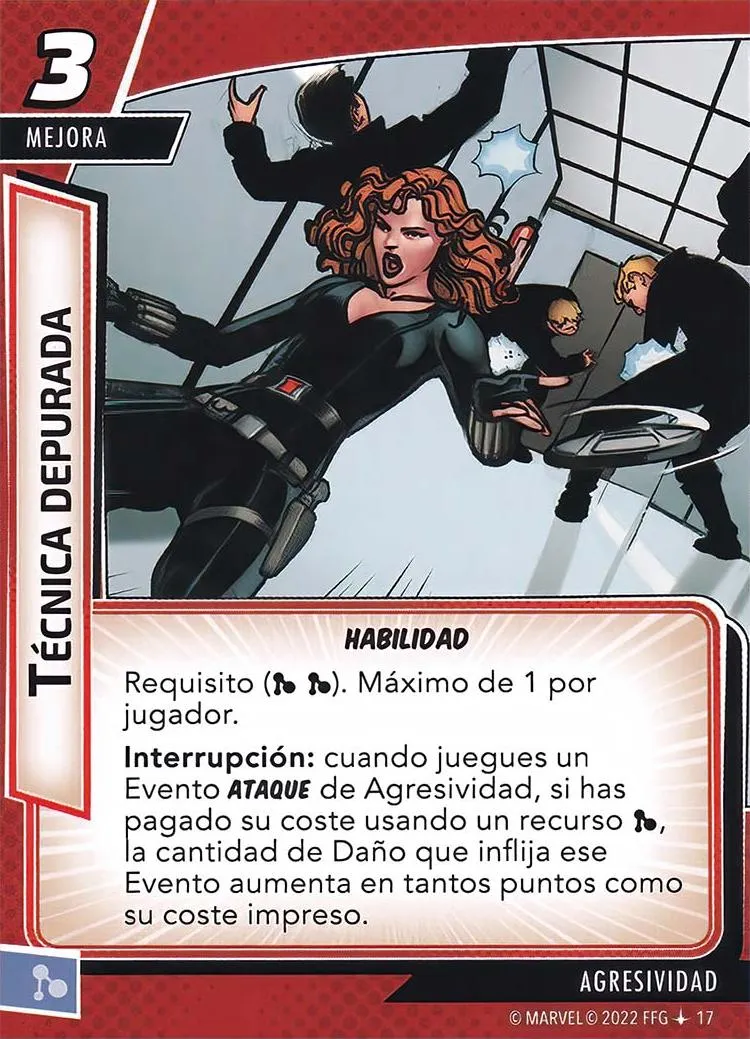 3
MEJORA
TÉCNICA DEPURADA
HABILIDAD
Requisito ( ). Máximo de 1 por
jugador.
Interrupción: cuando juegues un
Evento ATAQUE de Agresividad, si has
pagado su coste usando un recurso ,
la cantidad de Daño que inflija ese
Evento aumenta en tantos puntos como
su coste impreso.
AGRESIVIDAD
© MARVEL © 2022 FFG 17